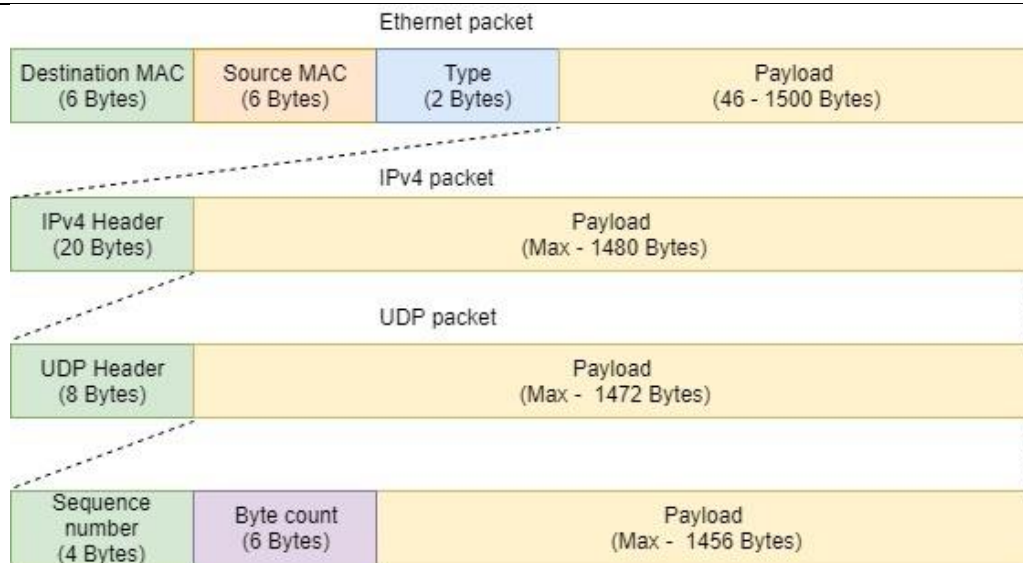 Ethernet packet
Destination MAC
(6 Bytes)
Source MAC
(6 Bytes)
Type
(2 Bytes)
Payload
(46 - 1500 Bytes)
IPv4 packet
IPv4 Header
(20 Bytes)
Payload
(Max - 1480 Bytes)
UDP packet
UDP Header
(8 Bytes)
Payload
(Max - 1472 Bytes)
Sequence
number
(4 Bytes)
Byte count
(6 Bytes)
Payload
(Max - 1456 Bytes)